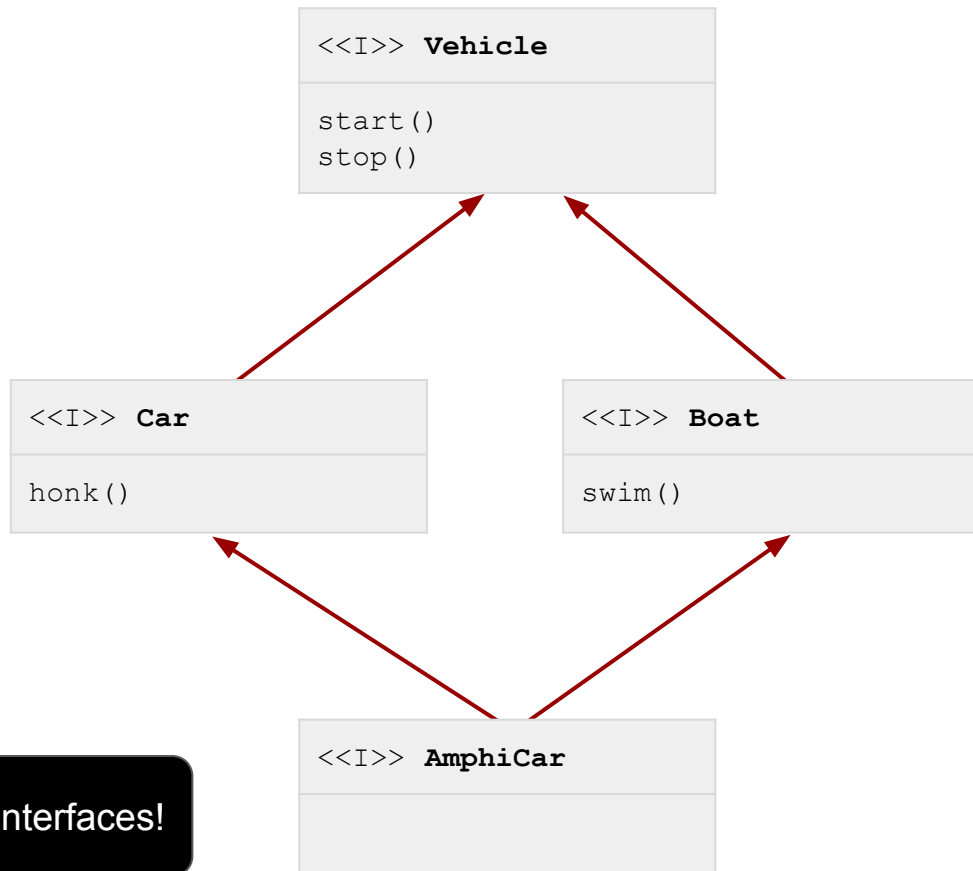 <<I>> Vehicle
start()
stop()
<<I>> Car
honk()
<<I>> Boat
swim()
<<I>> AmphiCar
nterfaces!